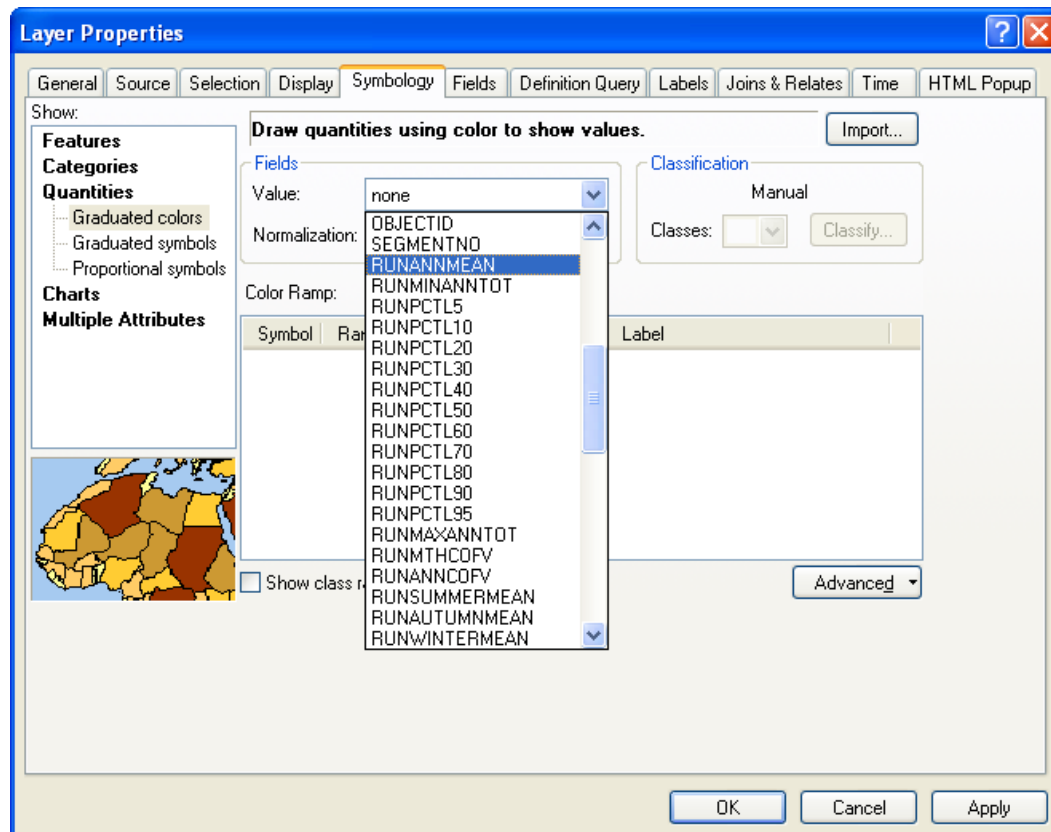 Layer Properties
General Source Selection Display Symbology Fields Definition Query Labels Joins & Relates Time HTML Popup
Show:
Features
Categories
Quantities
Graduated colors
Graduated symbols
Proportional symbols
Charts
Multiple Attributes
Draw quantities using color to show values.
Import...
Fields
Value:
none
Normalization:
OBJECTID
SEGMENTNO
RUNANNMEAN
RUNMINANNTOT
RUNPCTL5
RUNPCTL10
RUNPCTL20
RUNPCTL30
RUNPCTL40
RUNPCTL50
RUNPCTL60
RUNPCTL70
RUNPCTL80
RUNPCTL90
RUNPCTL95
RUNMAXANNTOT
RUNMTHCOFV
RUNANNCOFV
RUNSUMMERMEAN
RUNAUTUMNMEAN
RUNWINTERMEAN
Classification
Manual
Classes:
Classify...
Color Ramp:
Symbol Ran Label
Show class r
Advanced
OK Cancel Apply